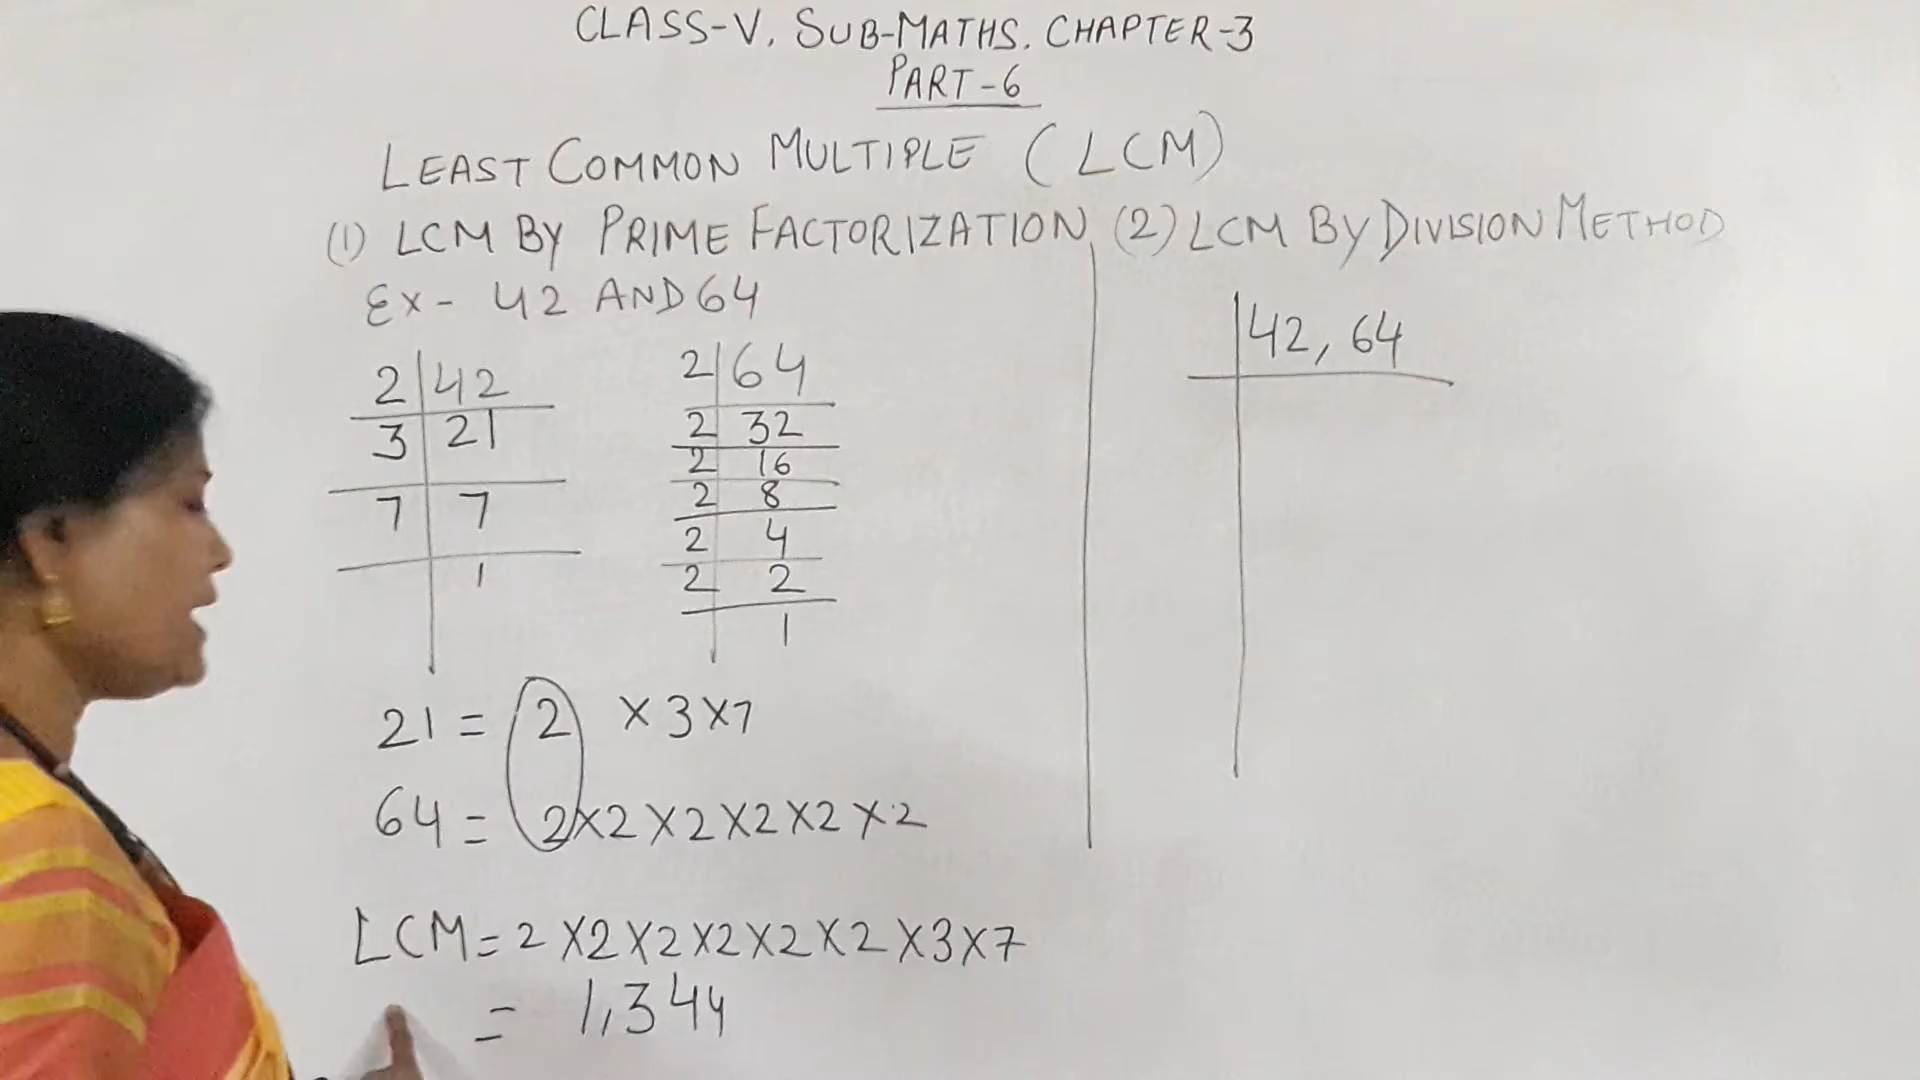 CLASS-V. SUB-MATHS. CHAPTER-3
PART-6
LEAST COMMON MULTIPLE (LCM)
(1) LCM BY PRIME FACTORIZATION
EX- 42 AND 64
2 42
3 21
7 7
1
2 64
2 32
2 16
2 8
2 4
2 2
1
21 = 2 × 3 × 7
64 = 2 × 2 × 2 × 2 × 2 × 2
LCM = 2 × 2 × 2 × 2 × 2 × 2 × 3 × 7
= 1,344
(2) LCM BY DIVISION METHOD
42, 64